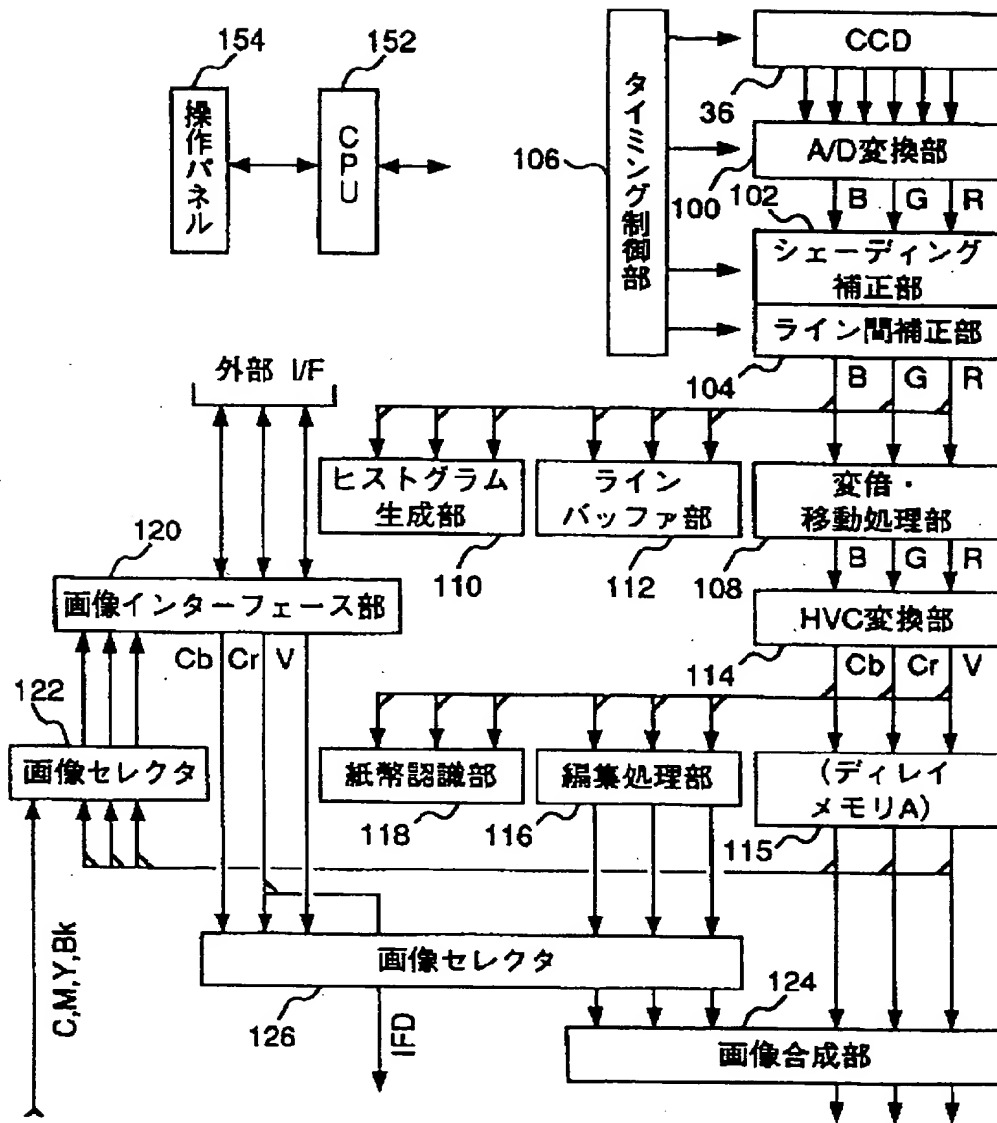 154
操作パネル
152
CPU
106
タイミング制御部
CCD
36
A/D変換部
100
B G R
102
シェーディング
補正部
ライン間補正部
104
B G R
外部 I/F
ヒストグラム
生成部
110
ライン
バッファ部
112
変倍・
移動処理部
108
B G R
120
画像インターフェース部
Cb Cr V
HVC変換部
114
Cb Cr V
122
画像セレクタ
紙幣認識部
118
編集処理部
116
(ディレイ
メモリA)
115
C,M,Y,Bk
画像セレクタ
126
IFD
124
画像合成部